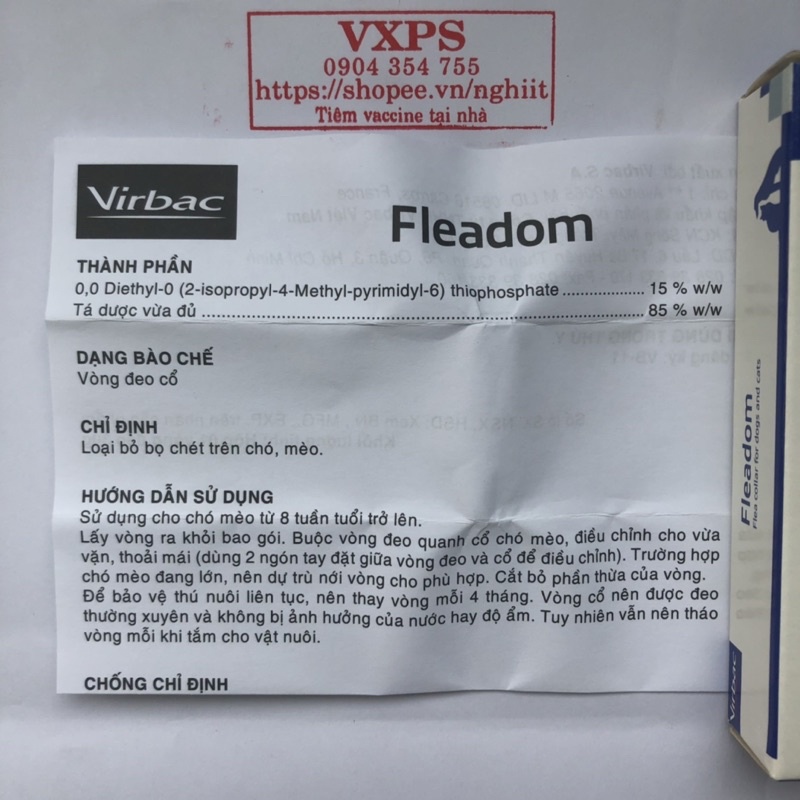 VXPS
0904 354 755
https://shopee.vn/nghiit
Tiêm vaccine tại nhà
Virbac
Fleadom
THÀNH PHẦN
0,0 Diethyl-0 (2-isopropyl-4-Methyl-pyrimidyl-6) thiophosphate .................... 15 % w/w
Tá dược vừa đủ ........................................................................ 85 % w/w
DẠNG BÀO CHẾ
Vòng đeo cổ
CHỈ ĐỊNH
Loại bỏ bọ chét trên chó, mèo.
HƯỚNG DẪN SỬ DỤNG
Sử dụng cho chó mèo từ 8 tuần tuổi trở lên.
Lấy vòng ra khỏi bao gói. Buộc vòng đeo quanh cổ chó mèo, điều chỉnh cho vừa
vặn, thoải mái (dùng 2 ngón tay đặt giữa vòng đeo và cổ để điều chỉnh). Trường hợp
chó mèo đang lớn, nên dự trù nới vòng cho phù hợp. Cắt bỏ phần thừa của vòng.
Để bảo vệ thú nuôi liên tục, nên thay vòng mỗi 4 tháng. Vòng cổ nên được đeo
thường xuyên và không bị ảnh hưởng của nước hay độ ẩm. Tuy nhiên vẫn nên tháo
vòng mỗi khi tắm cho vật nuôi.
CHỐNG CHỈ ĐỊNH
Fleadom
Flea collar for dogs and cats
Virbac